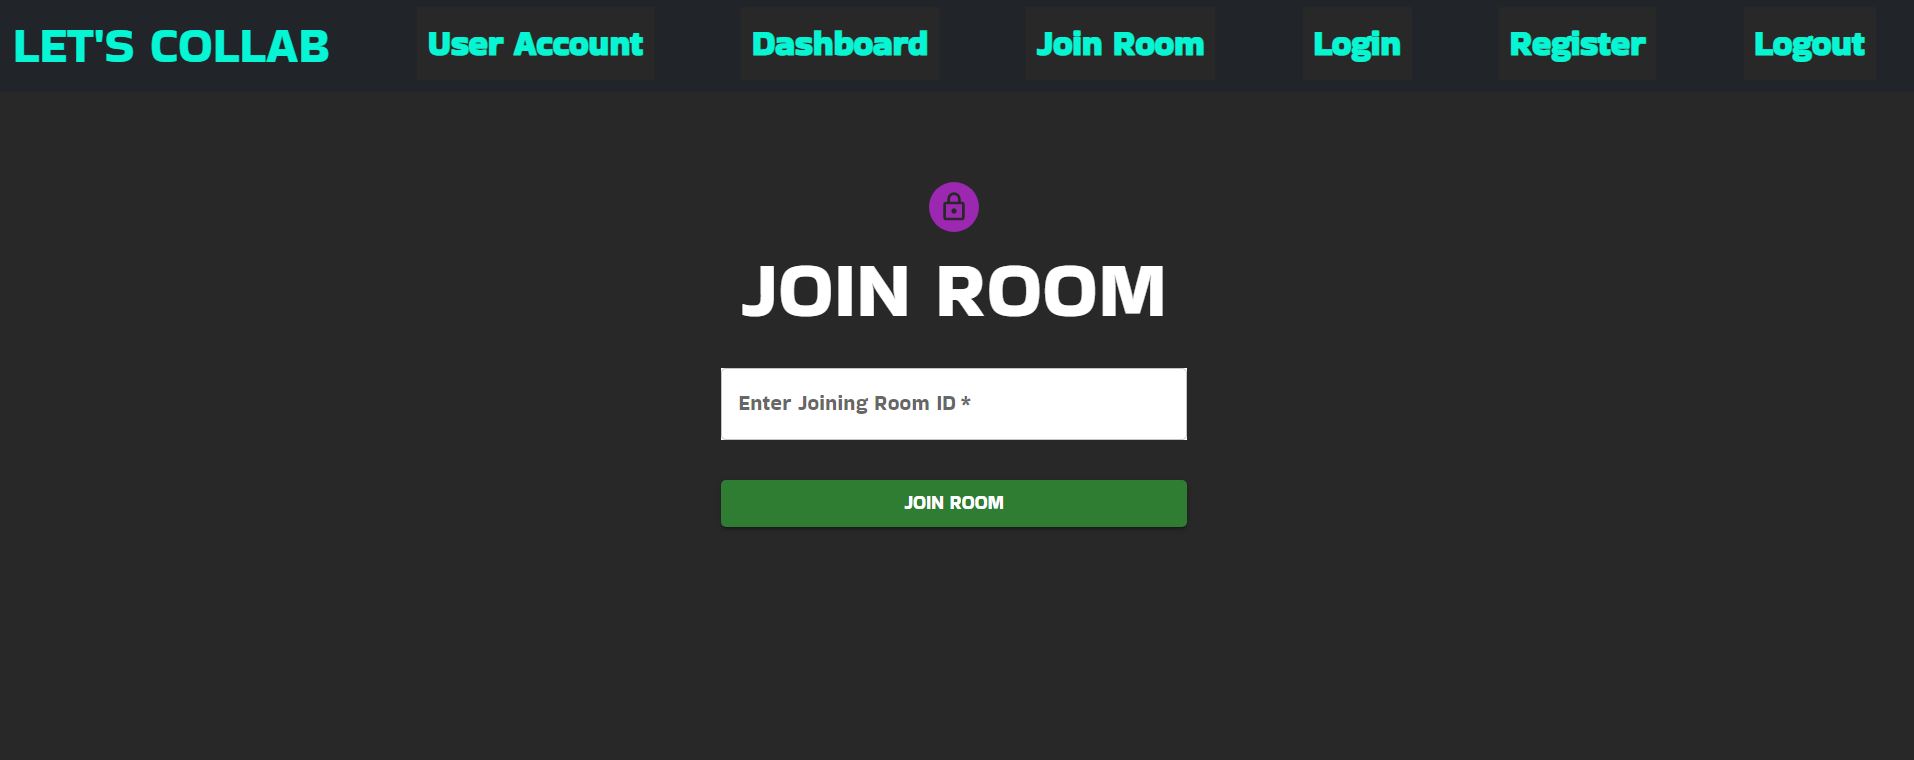 LET'S COLLAB User Account Dashboard Join Room Login Register Logout
JOIN ROOM
Enter Joining Room ID *
JOIN ROOM